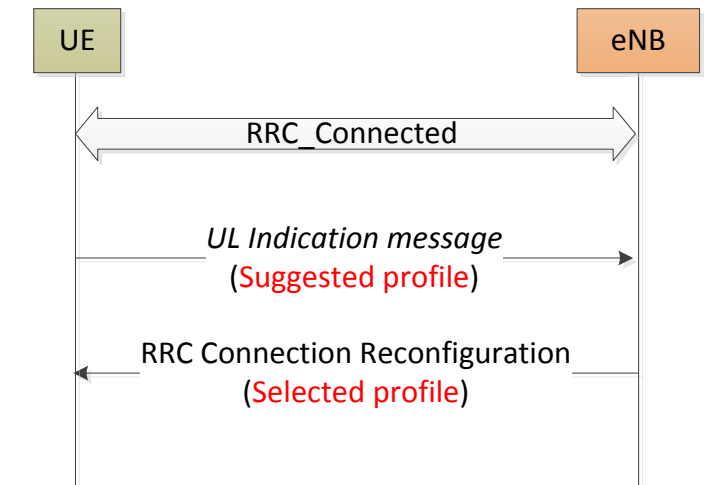 UE
eNB
RRC_Connected
UL Indication message
(Suggested profile)
RRC Connection Reconfiguration
(Selected profile)